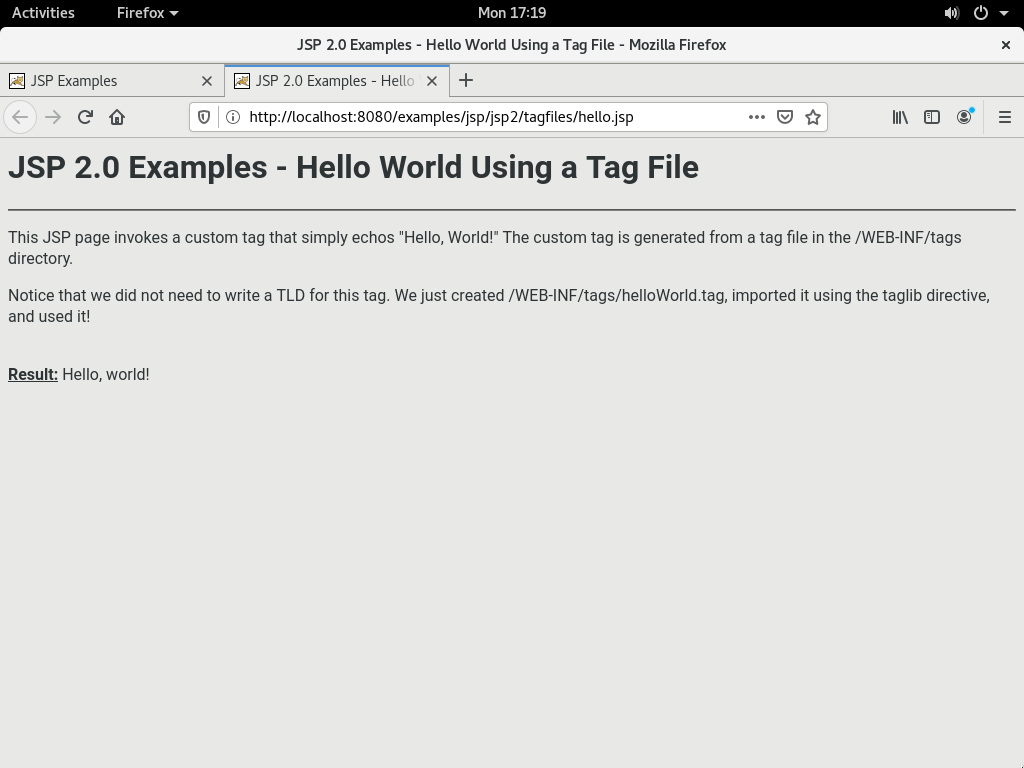 Activities Firefox Mon 17:19
JSP 2.0 Examples - Hello World Using a Tag File - Mozilla Firefox
JSP Examples JSP 2.0 Examples - Hello
http://localhost:8080/examples/jsp/jsp2/tagfiles/hello.jsp
JSP 2.0 Examples - Hello World Using a Tag File
This JSP page invokes a custom tag that simply echos "Hello, World!" The custom tag is generated from a tag file in the /WEB-INF/tags
directory.
Notice that we did not need to write a TLD for this tag. We just created /WEB-INF/tags/helloWorld.tag, imported it using the taglib directive,
and used it!
Result: Hello, world!